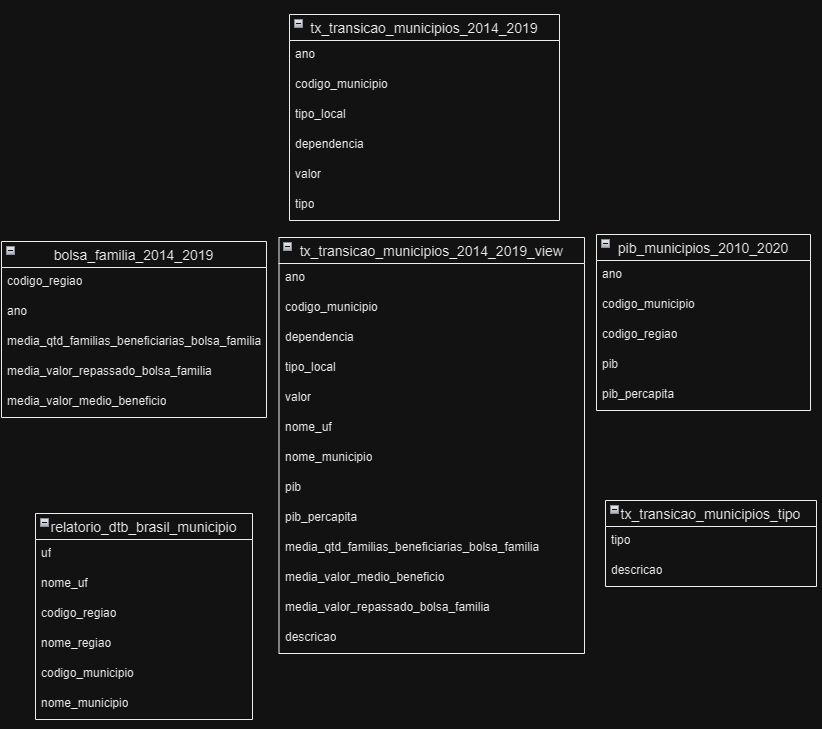 tx_transicao_municipios_2014_2019
ano
codigo_municipio
tipo_local
dependencia
valor
tipo
bolsa_familia_2014_2019
codigo_regiao
ano
media_qtd_familias_beneficiarias_bolsa_familia
media_valor_repassado_bolsa_familia
media_valor_medio_beneficio
tx_transicao_municipios_2014_2019_view
ano
codigo_municipio
dependencia
tipo_local
valor
nome_uf
nome_municipio
pib
pib_percapita
media_qtd_familias_beneficiarias_bolsa_familia
media_valor_medio_beneficio
media_valor_repassado_bolsa_familia
descricao
pib_municipios_2010_2020
ano
codigo_municipio
codigo_regiao
pib
pib_percapita
relatorio_dtb_brasil_municipio
uf
nome_uf
codigo_regiao
nome_regiao
codigo_municipio
nome_municipio
tx_transicao_municipios_tipo
tipo
descricao